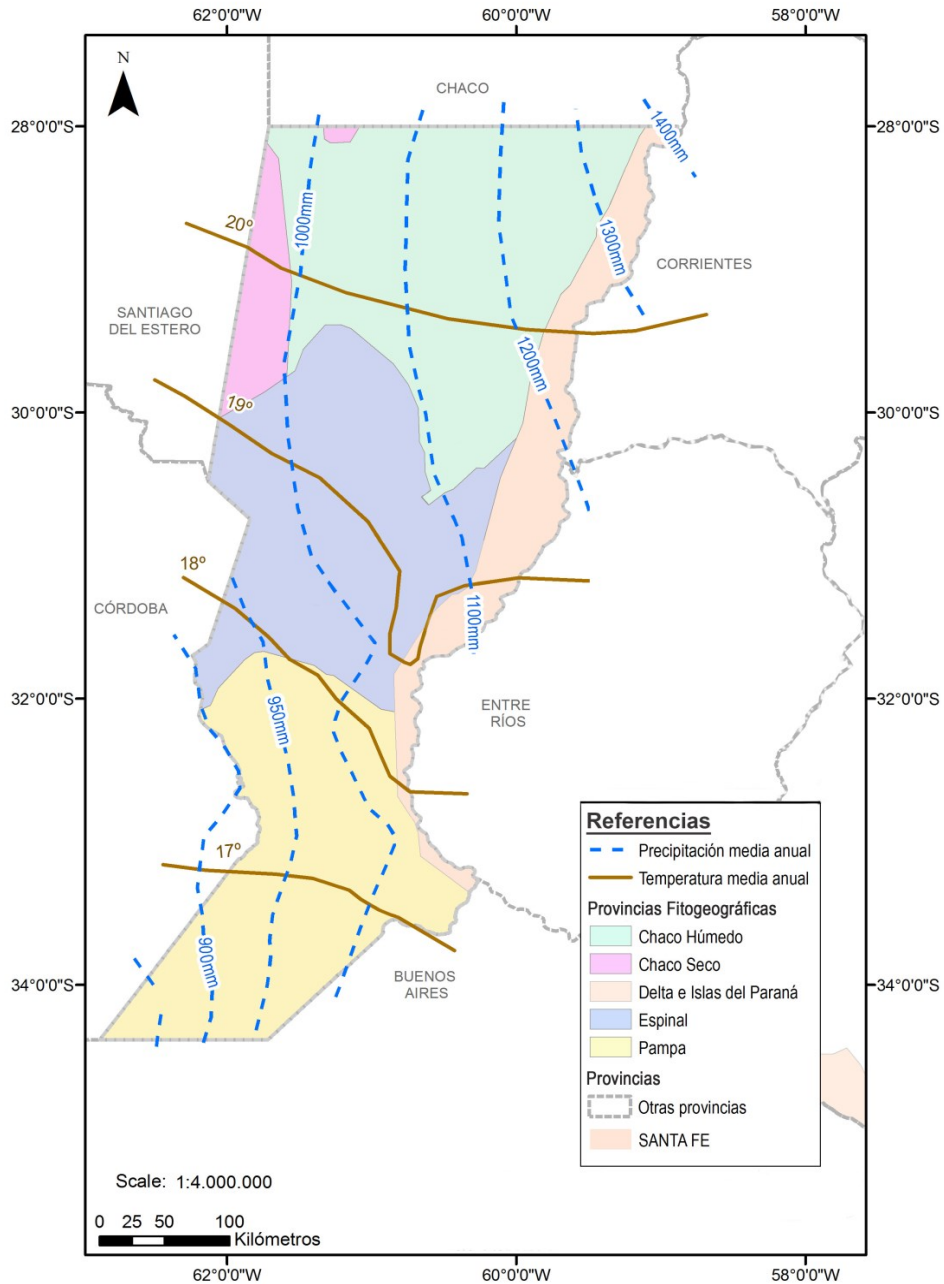 62°0'0"W
60°0'0"W
58°0'0"W
N
CHACO
28°0'0"S
28°0'0"S
1400mm
20º
1000mm
1300mm
CORRIENTES
SANTIAGO
DEL ESTERO
1200mm
19º
30°0'0"S
30°0'0"S
18º
CÓRDOBA
1100mm
32°0'0"S
32°0'0"S
950mm
ENTRE
RÍOS
17º
900mm
BUENOS
AIRES
34°0'0"S
34°0'0"S
Referencias
Precipitación media anual
Temperatura media anual
Provincias Fitogeográficas
Chaco Húmedo
Chaco Seco
Delta e Islas del Paraná
Espinal
Pampa
Provincias
Otras provincias
SANTA FE
Scale: 1:4.000.000
0 25 50 100
Kilómetros
62°0'0"W
60°0'0"W
58°0'0"W